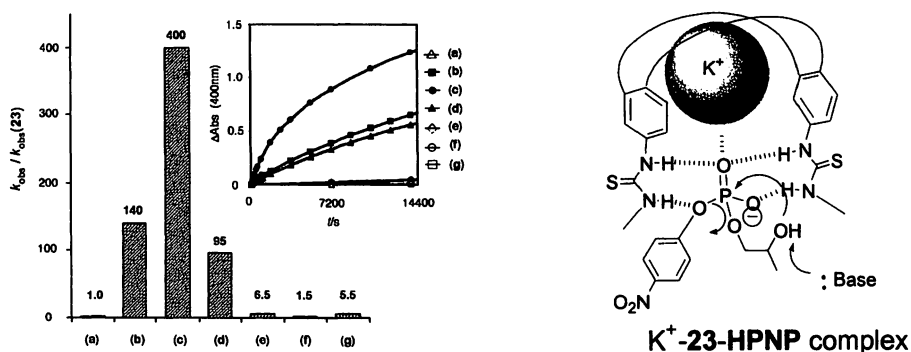 400
300
200
100
0
k_obs / k_obs(23)
1.0
140
400
95
6.5
1.5
5.5
(a) (b) (c) (d) (e) (f) (g)
ΔAbs (400nm)
1.5
1.0
0.5
0
0 7200 14400
t/s
(a)
(b)
(c)
(d)
(e)
(f)
(g)
K⁺
N-H
H-N
S
S
O
N-H
H-N
O
P
O
⊖
O
OH
O₂N
: Base
K⁺-23-HPNP complex